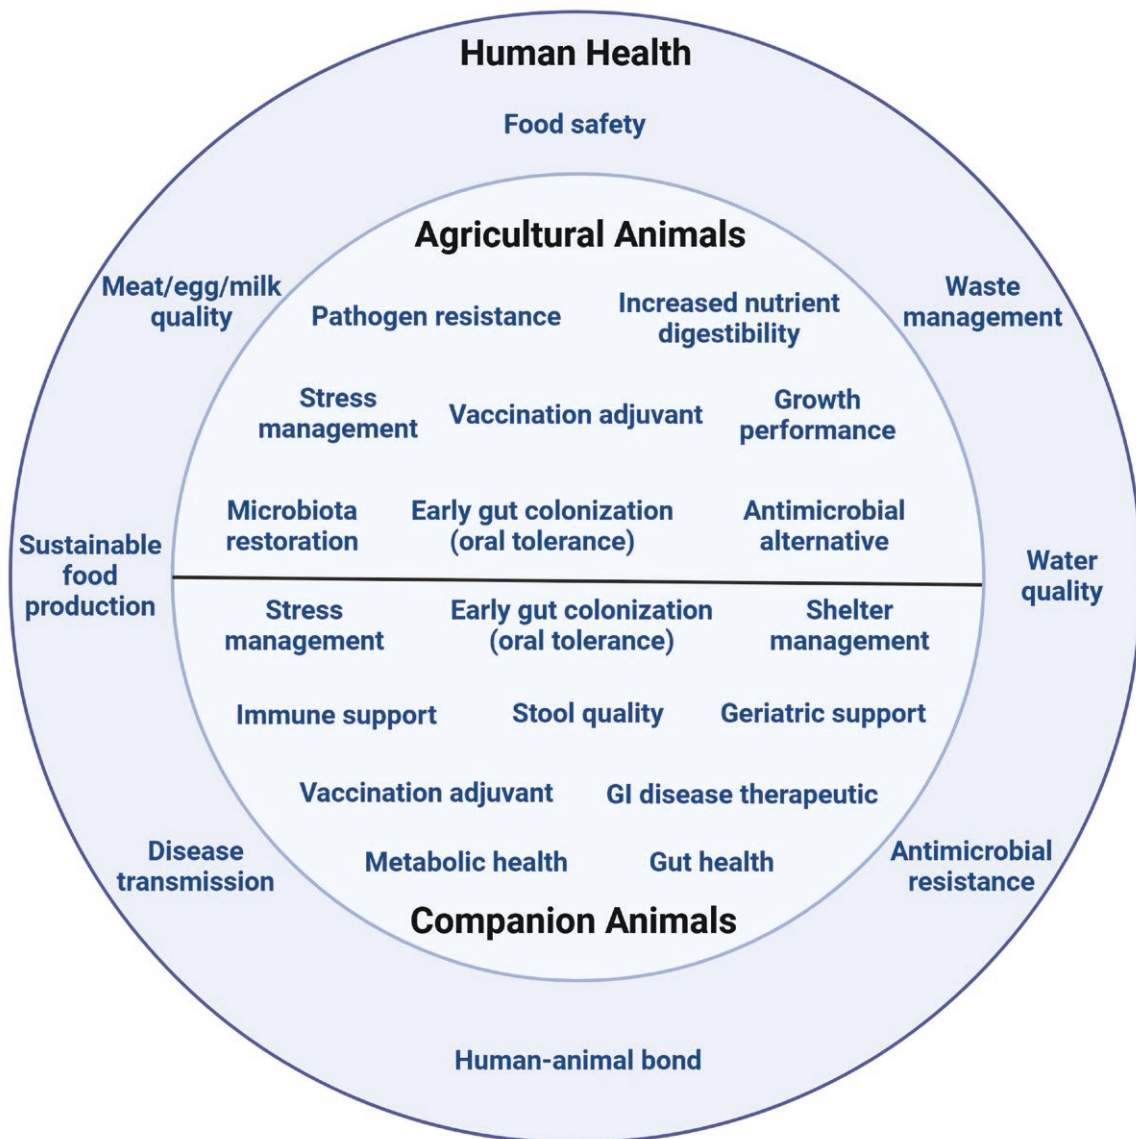 Human Health
Food safety
Agricultural Animals
Meat/egg/milk
quality
Waste
management
Pathogen resistance
Increased nutrient
digestibility
Stress
management
Vaccination adjuvant
Growth
performance
Microbiota
restoration
Early gut colonization
(oral tolerance)
Antimicrobial
alternative
Sustainable
food
production
Water
quality
Stress
management
Early gut colonization
(oral tolerance)
Shelter
management
Immune support
Stool quality
Geriatric support
Vaccination adjuvant
GI disease therapeutic
Disease
transmission
Metabolic health
Gut health
Antimicrobial
resistance
Companion Animals
Human-animal bond